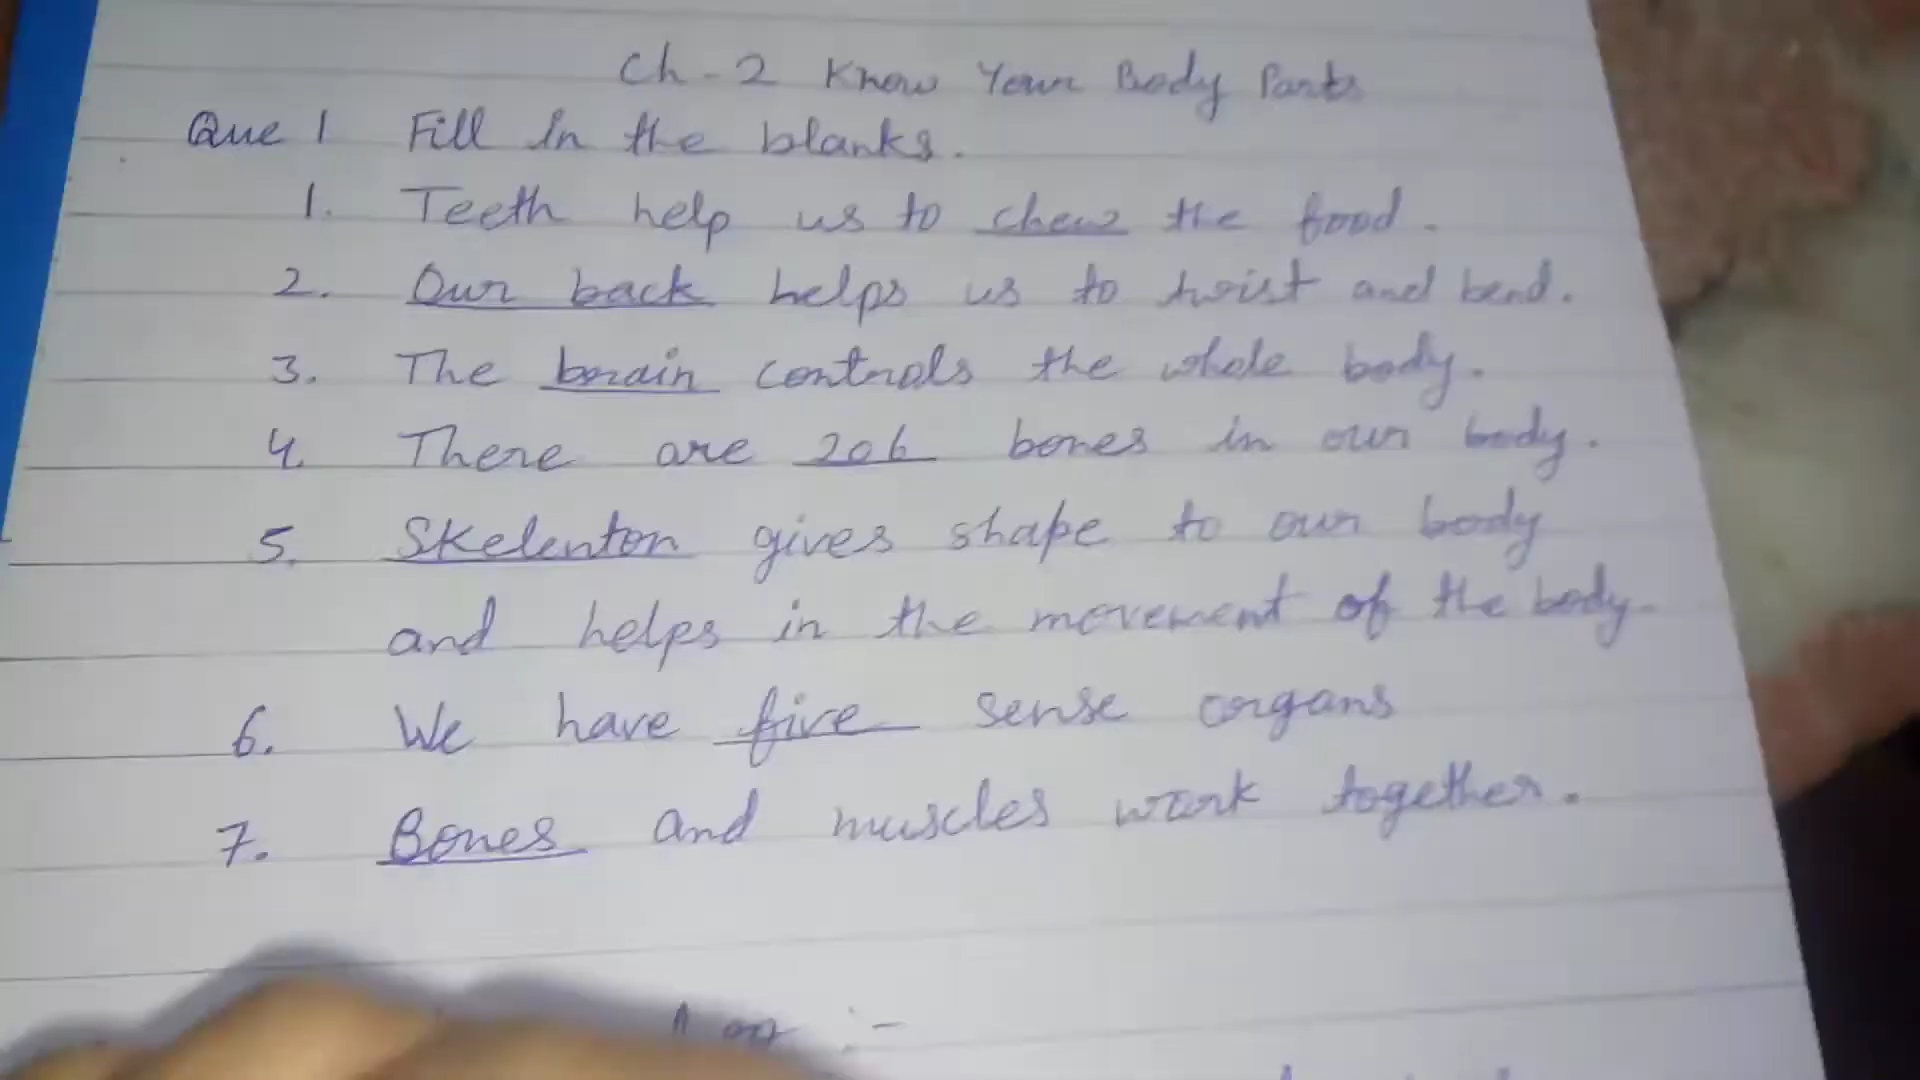 Ch - 2 Know Your Body Parts
Que 1 Fill in the blanks.
1. Teeth help us to chew the food.
2. Our back helps us to twist and bend.
3. The brain controls the whole body.
4. There are 206 bones in our body.
5. Skelenton gives shape to our body
and helps in the movement of the body.
6. We have five sense organs
7. Bones and muscles work together.